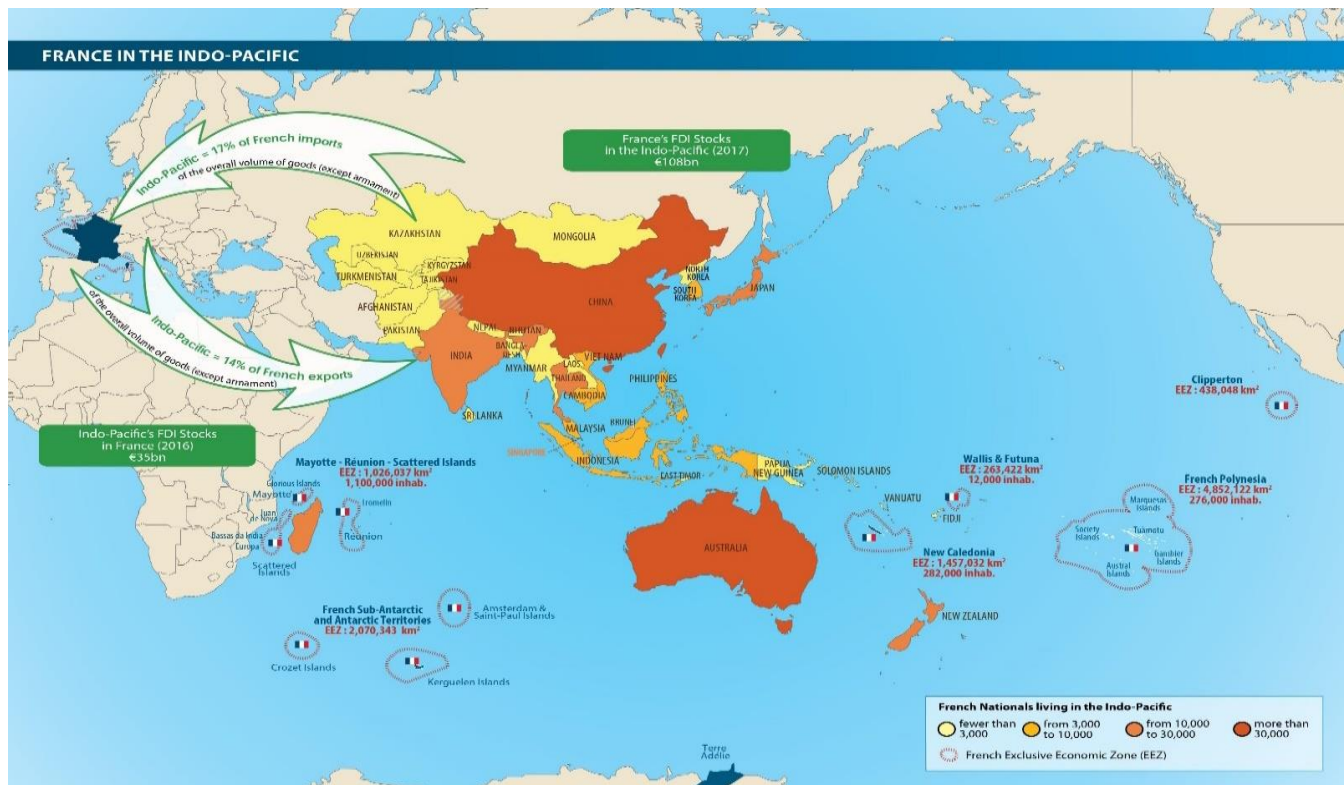 FRANCE IN THE INDO-PACIFIC
Indo-Pacific = 17% of French imports
of the overall volume of goods (except armament)
France's FDI Stocks
in the Indo-Pacific (2017)
€108bn
Indo-Pacific = 14% of French exports
of the overall volume of goods (except armament)
Indo-Pacific's FDI Stocks
in France (2016)
€35bn
KAZAKHSTAN
MONGOLIA
UZBEKISTAN
KYRGYZSTAN
TURKMENISTAN
TAJIKISTAN
NORTH
KOREA
SOUTH
KOREA
JAPAN
CHINA
AFGHANISTAN
PAKISTAN
NEPAL
BHUTAN
INDIA
BANGLA
DESH
MYANMAR
LAOS
VIET NAM
THAILAND
CAMBODIA
PHILIPPINES
SRI LANKA
MALAYSIA
BRUNEI
SINGAPORE
INDONESIA
EAST-TIMOR
PAPUA
NEW GUINEA
SOLOMON ISLANDS
VANUATU
FIDJI
AUSTRALIA
NEW ZEALAND
Clipperton
EEZ : 438,048 km²
Wallis & Futuna
EEZ : 263,422 km²
12,000 inhab.
French Polynesia
EEZ : 4,852,122 km²
276,000 inhab.
Marquesas
Islands
Society
Islands
Tuamotu
Gambier
Islands
Austral
Islands
New Caledonia
EEZ : 1,457,032 km²
282,000 inhab.
Mayotte - Réunion - Scattered Islands
EEZ : 1,026,037 km²
1,100,000 inhab.
Glorious Islands
Mayotte
Juan
de Nova
Bassas da India
Europa
Scattered
Islands
Tromelin
Réunion
French Sub-Antarctic
and Antarctic Territories
EEZ : 2,070,343 km²
Amsterdam &
Saint-Paul Islands
Crozet Islands
Kerguelen Islands
Terre
Adélie
French Nationals living in the Indo-Pacific
fewer than
3,000
from 3,000
to 10,000
from 10,000
to 30,000
more than
30,000
French Exclusive Economic Zone (EEZ)